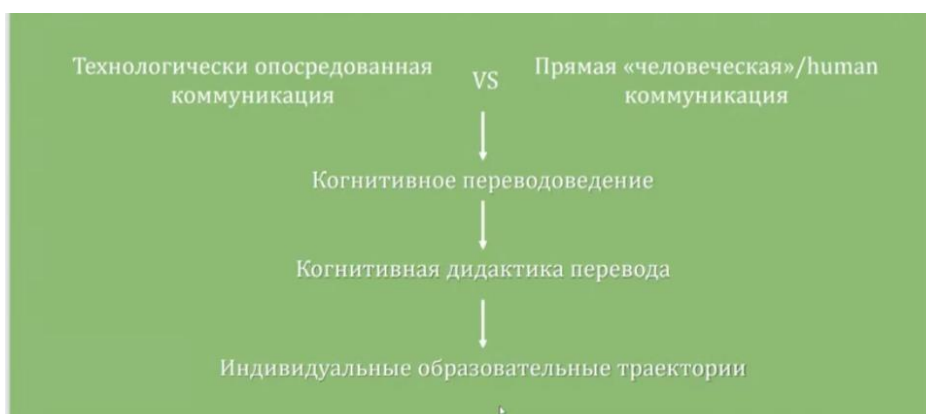 Технологически опосредованная
коммуникация
VS
Прямая «человеческая»/human
коммуникация
Когнитивное переводоведение
Когнитивная дидактика перевода
Индивидуальные образовательные траектории